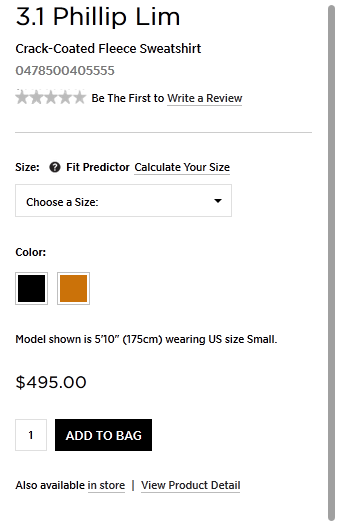 3.1 Phillip Lim
Crack-Coated Fleece Sweatshirt
0478500405555
Be The First to Write a Review
Size: ? Fit Predictor Calculate Your Size
Choose a Size:
Color:
Model shown is 5'10" (175cm) wearing US size Small.
$495.00
1 ADD TO BAG
Also available in store | View Product Detail